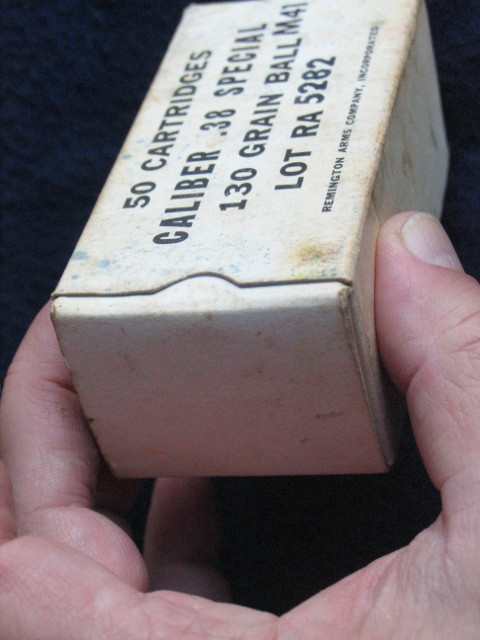 50 CARTRIDGES
CALIBER .38 SPECIAL
130 GRAIN BALL M41
LOT RA 5282
REMINGTON ARMS COMPANY, INCORPORATED